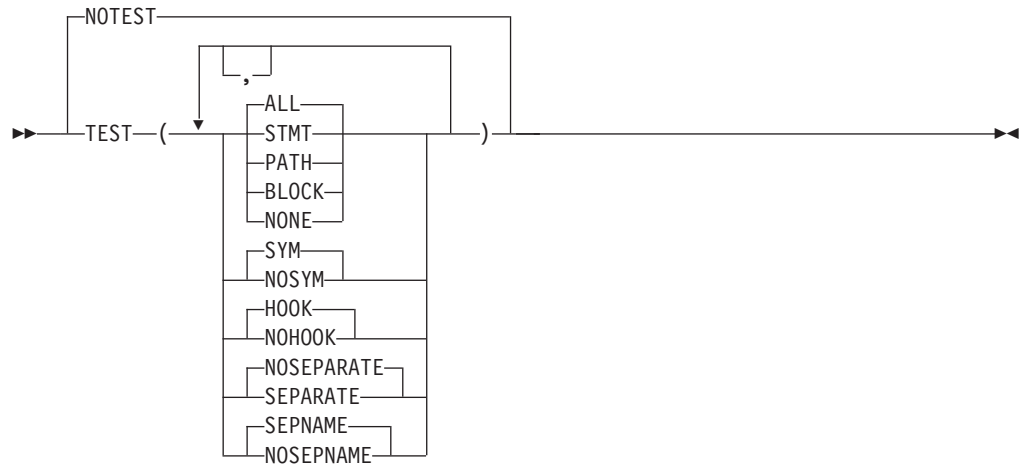 NOTEST
,
ALL
TEST ( STMT )
PATH
BLOCK
NONE
SYM
NOSYM
HOOK
NOHOOK
NOSEPARATE
SEPARATE
SEPNAME
NOSEPNAME